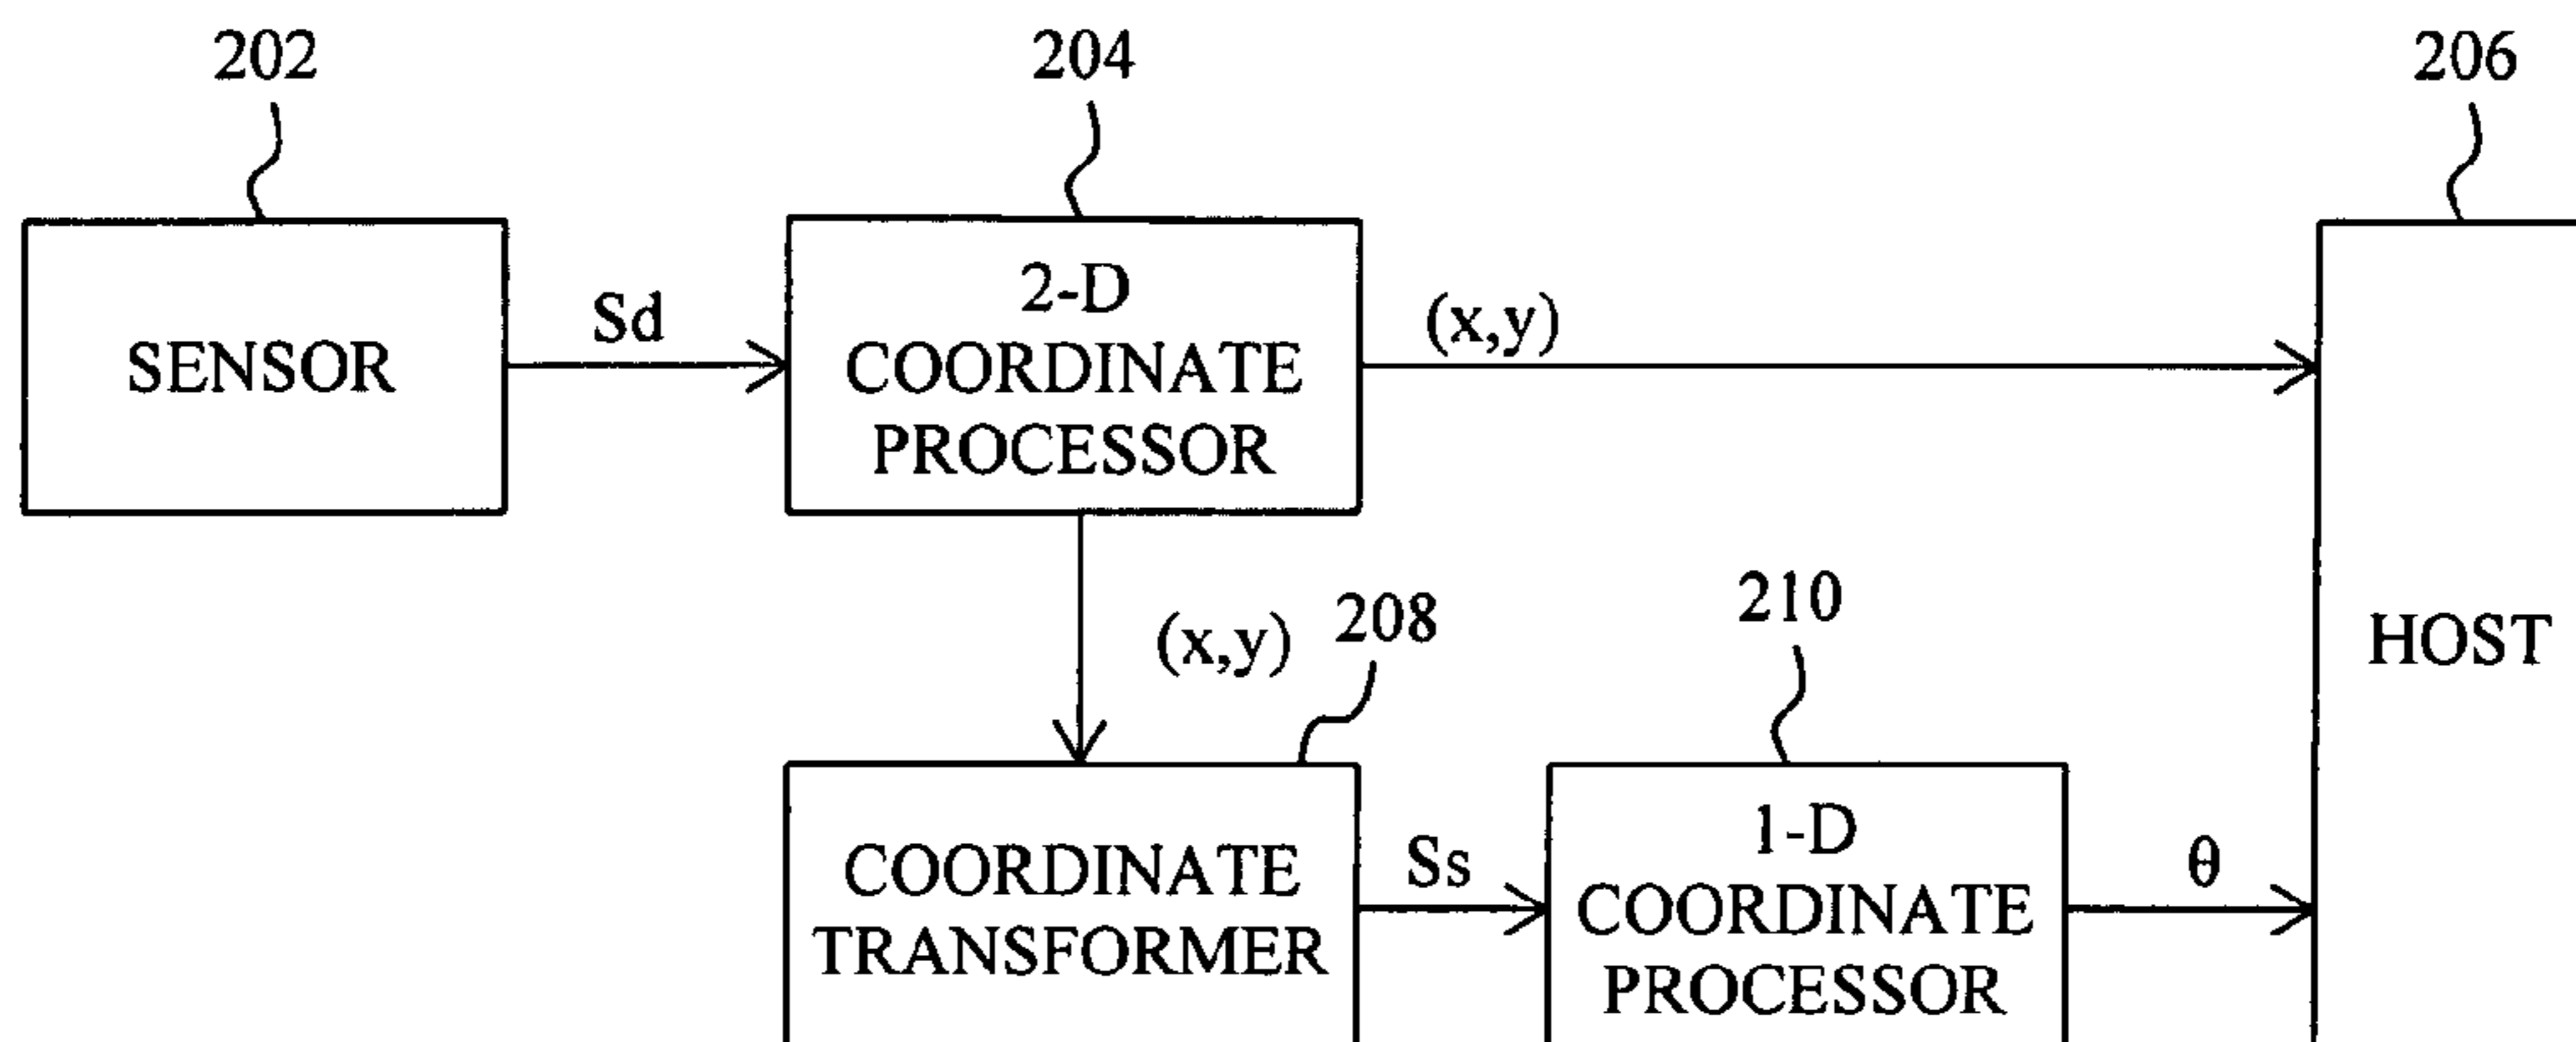 202
204
206
SENSOR
Sd
2-D
COORDINATE
PROCESSOR
(x,y)
HOST
(x,y)
208
210
COORDINATE
TRANSFORMER
Ss
1-D
COORDINATE
PROCESSOR
θ